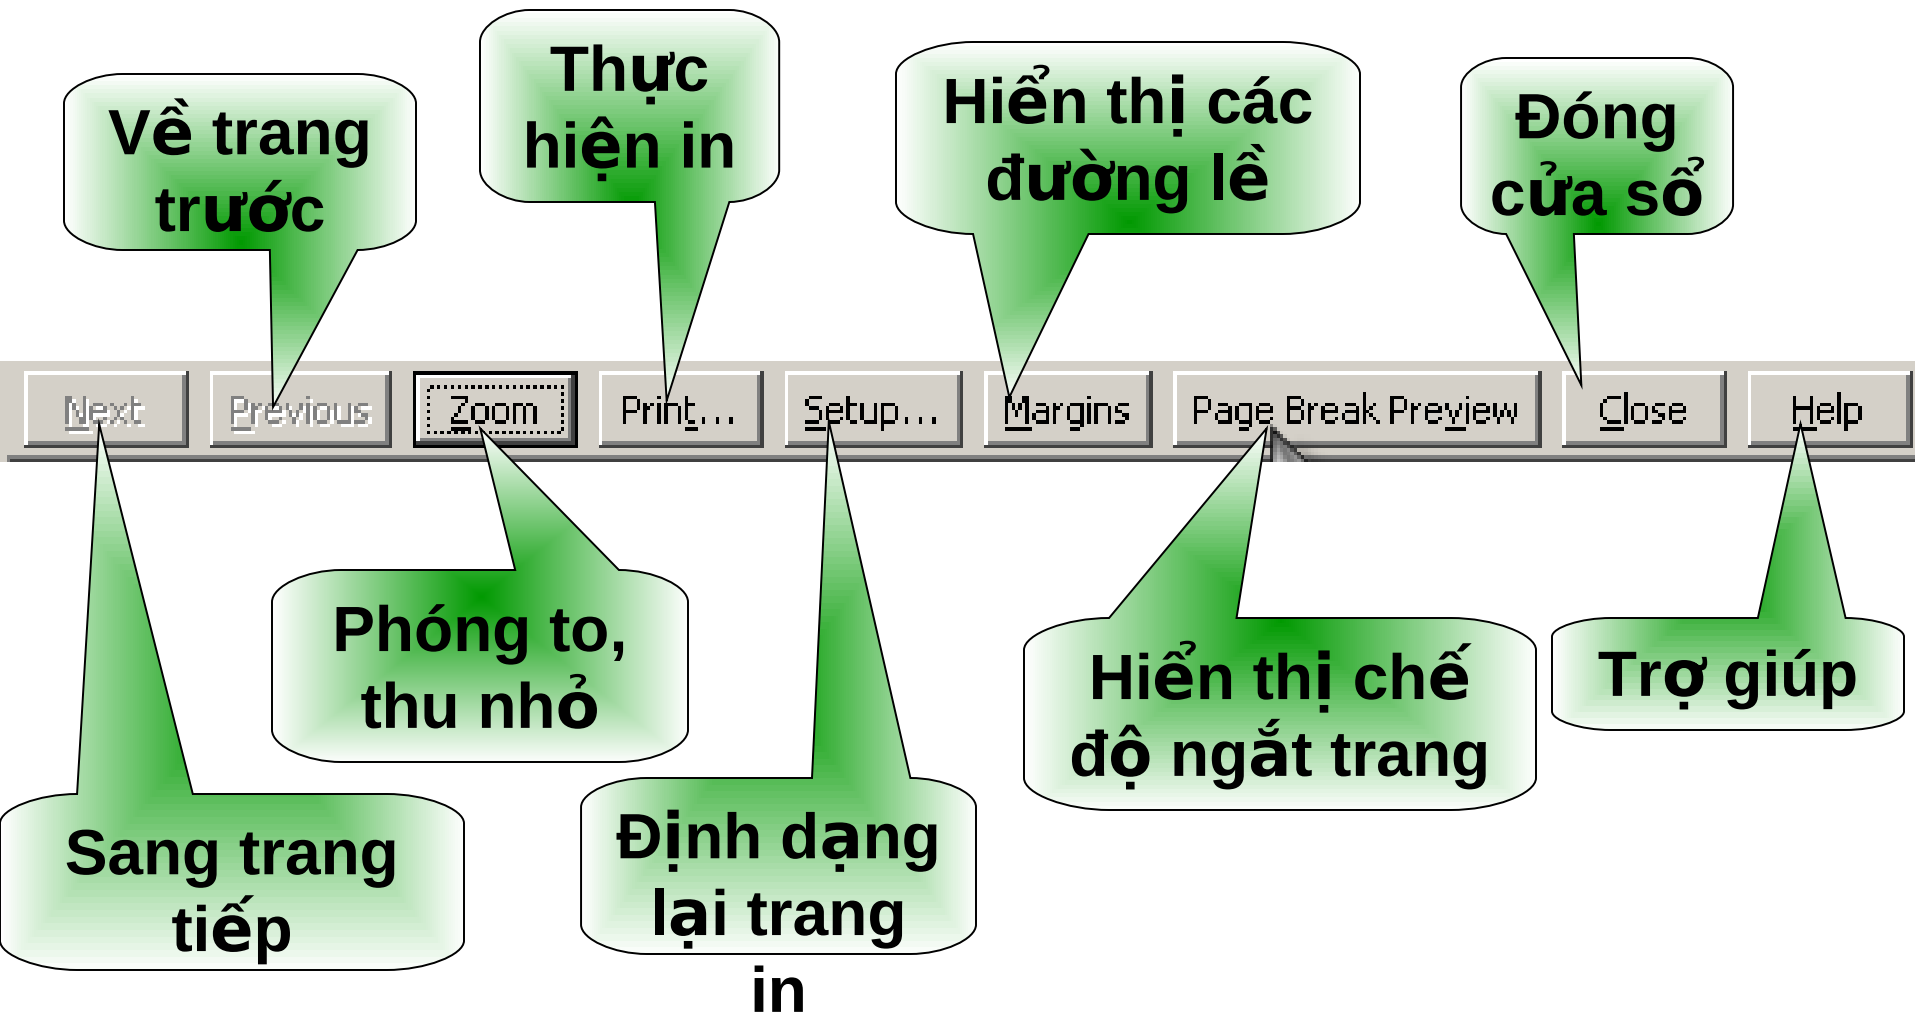 Thực
hiện in
Về trang
trước
Hiển thị các
đường lề
Đóng
cửa sổ
Next Previous Zoom Print... Setup... Margins Page Break Preview Close Help
Phóng to,
thu nhỏ
Hiển thị chế
độ ngắt trang
Trợ giúp
Sang trang
tiếp
Định dạng
lại trang
in